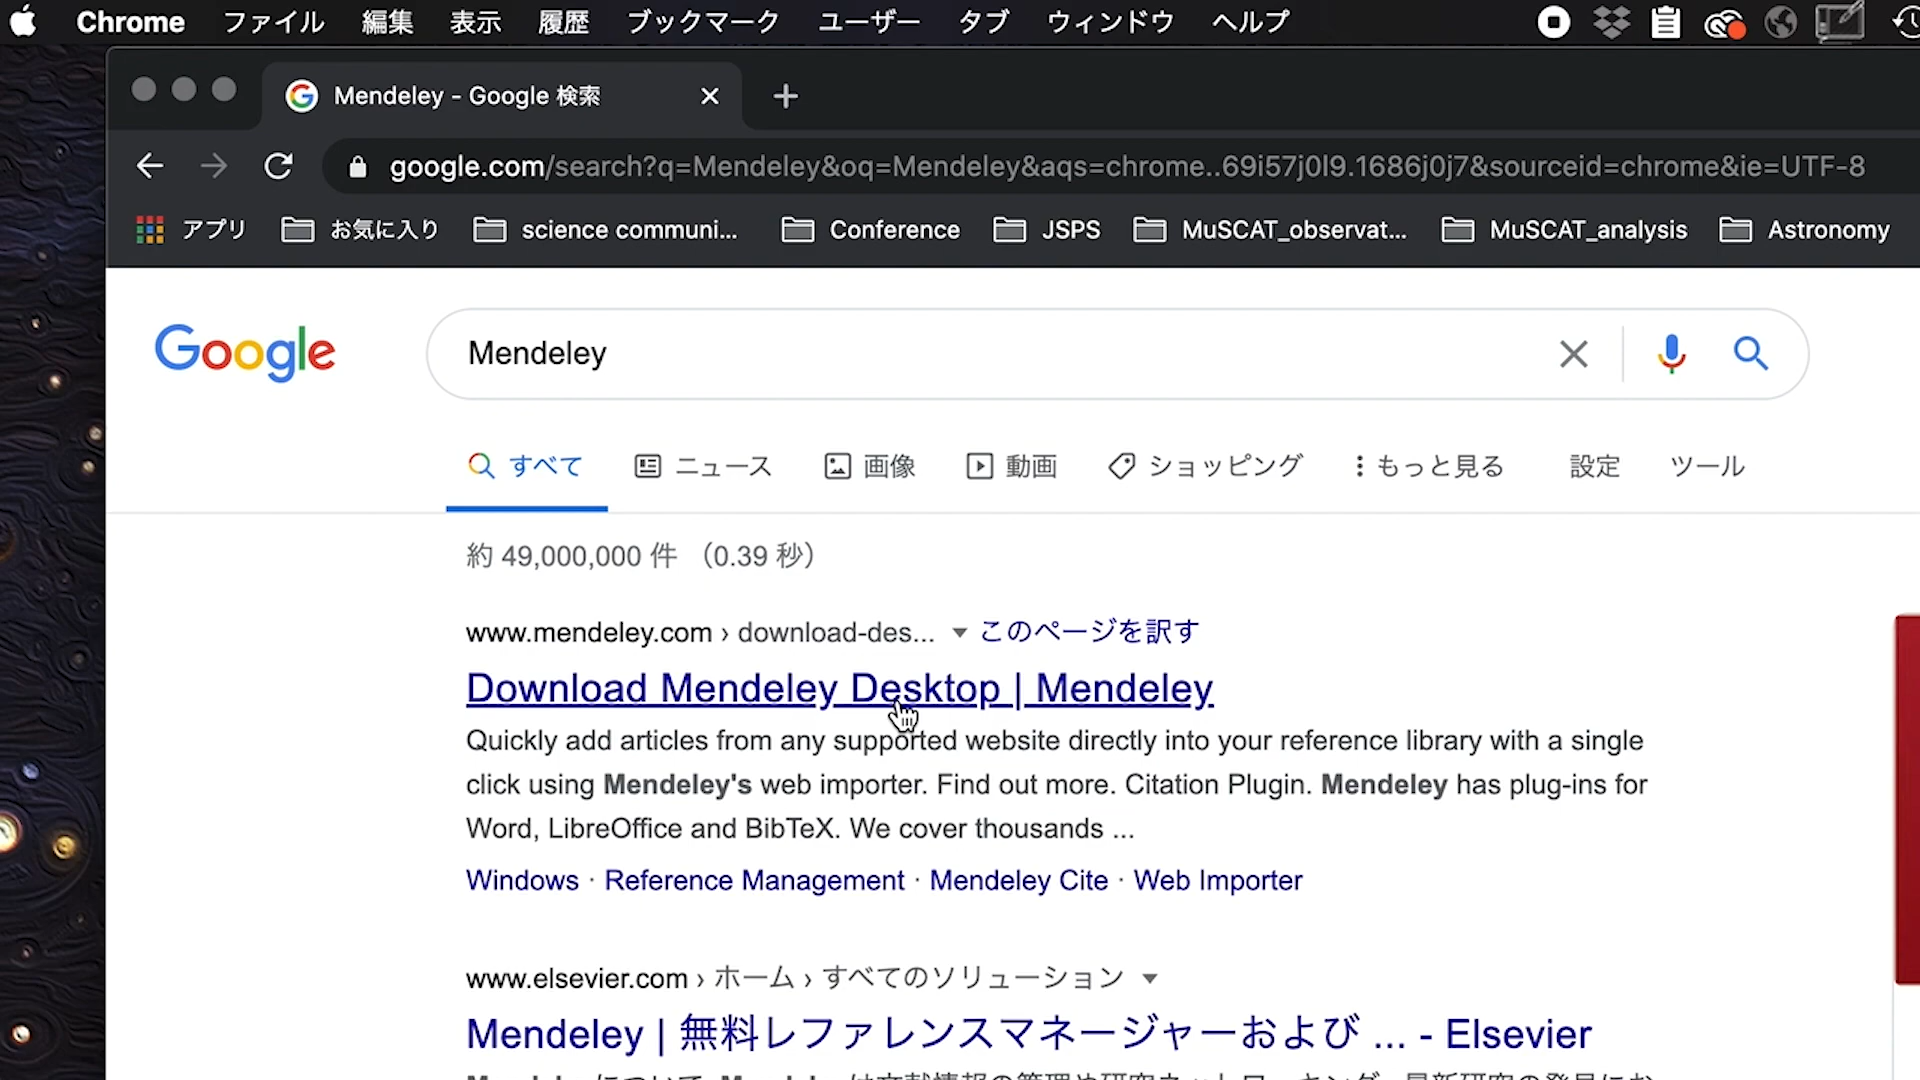 Chrome ファイル 編集 表示 履歴 ブックマーク ユーザー タブ ウィンドウ ヘルプ
Mendeley - Google 検索
google.com/search?q=Mendeley&oq=Mendeley&aqs=chrome..69i57j0l9.1686j0j7&sourceid=chrome&ie=UTF-8
アプリ お気に入り science communi... Conference JSPS MuSCAT_observat... MuSCAT_analysis Astronomy
Google Mendeley
すべて ニュース 画像 動画 ショッピング もっと見る 設定 ツール
約 49,000,000 件 （0.39 秒）
www.mendeley.com › download-des... このページを訳す
Download Mendeley Desktop | Mendeley
Quickly add articles from any supported website directly into your reference library with a single
click using Mendeley's web importer. Find out more. Citation Plugin. Mendeley has plug-ins for
Word, LibreOffice and BibTeX. We cover thousands ...
Windows · Reference Management · Mendeley Cite · Web Importer
www.elsevier.com › ホーム › すべてのソリューション
Mendeley | 無料レファレンスマネージャーおよび ... - Elsevier